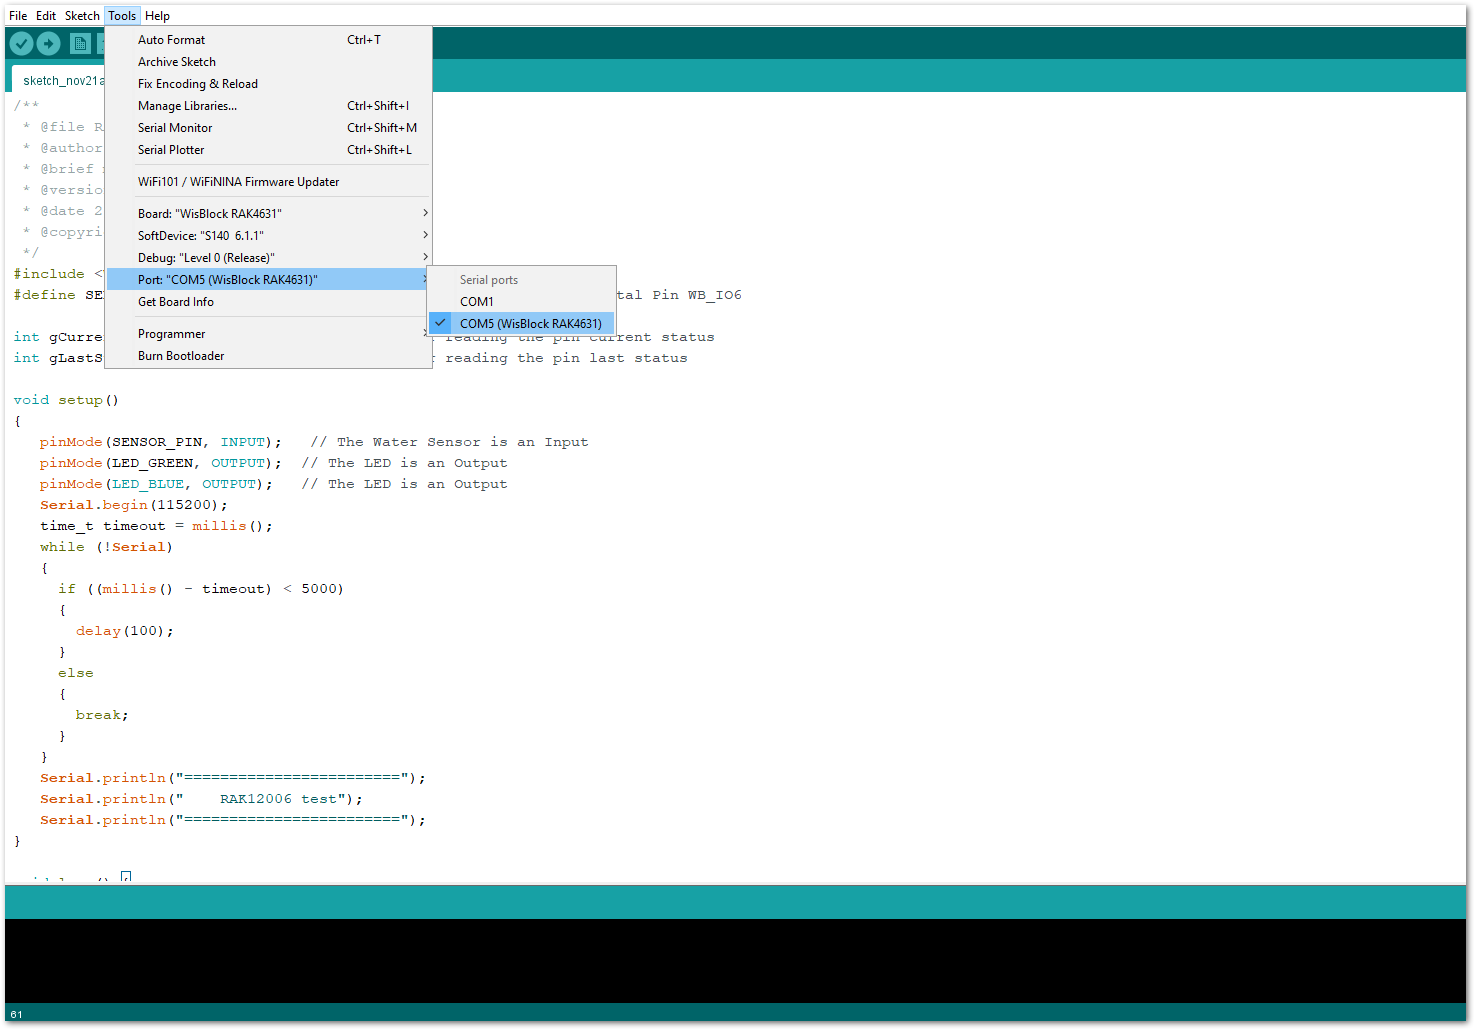 File Edit Sketch Tools Help
sketch_nov21a
Auto Format Ctrl+T
Archive Sketch
Fix Encoding & Reload
Manage Libraries... Ctrl+Shift+I
Serial Monitor Ctrl+Shift+M
Serial Plotter Ctrl+Shift+L
WiFi101 / WiFiNINA Firmware Updater
Board: "WisBlock RAK4631"
SoftDevice: "S140 6.1.1"
Debug: "Level 0 (Release)"
Port: "COM5 (WisBlock RAK4631)"
Get Board Info
Programmer
Burn Bootloader
Serial ports
COM1
COM5 (WisBlock RAK4631)
/**
* @file R
* @author
* @brief
* @versio
* @date 2
* @copyri
*/
#include <
#define SE tal Pin WB_IO6
int gCurre reading the pin current status
int gLastS reading the pin last status
void setup()
{
pinMode(SENSOR_PIN, INPUT); // The Water Sensor is an Input
pinMode(LED_GREEN, OUTPUT); // The LED is an Output
pinMode(LED_BLUE, OUTPUT); // The LED is an Output
Serial.begin(115200);
time_t timeout = millis();
while (!Serial)
{
if ((millis() - timeout) < 5000)
{
delay(100);
}
else
{
break;
}
}
Serial.println("========================");
Serial.println("    RAK12006 test");
Serial.println("========================");
}
61